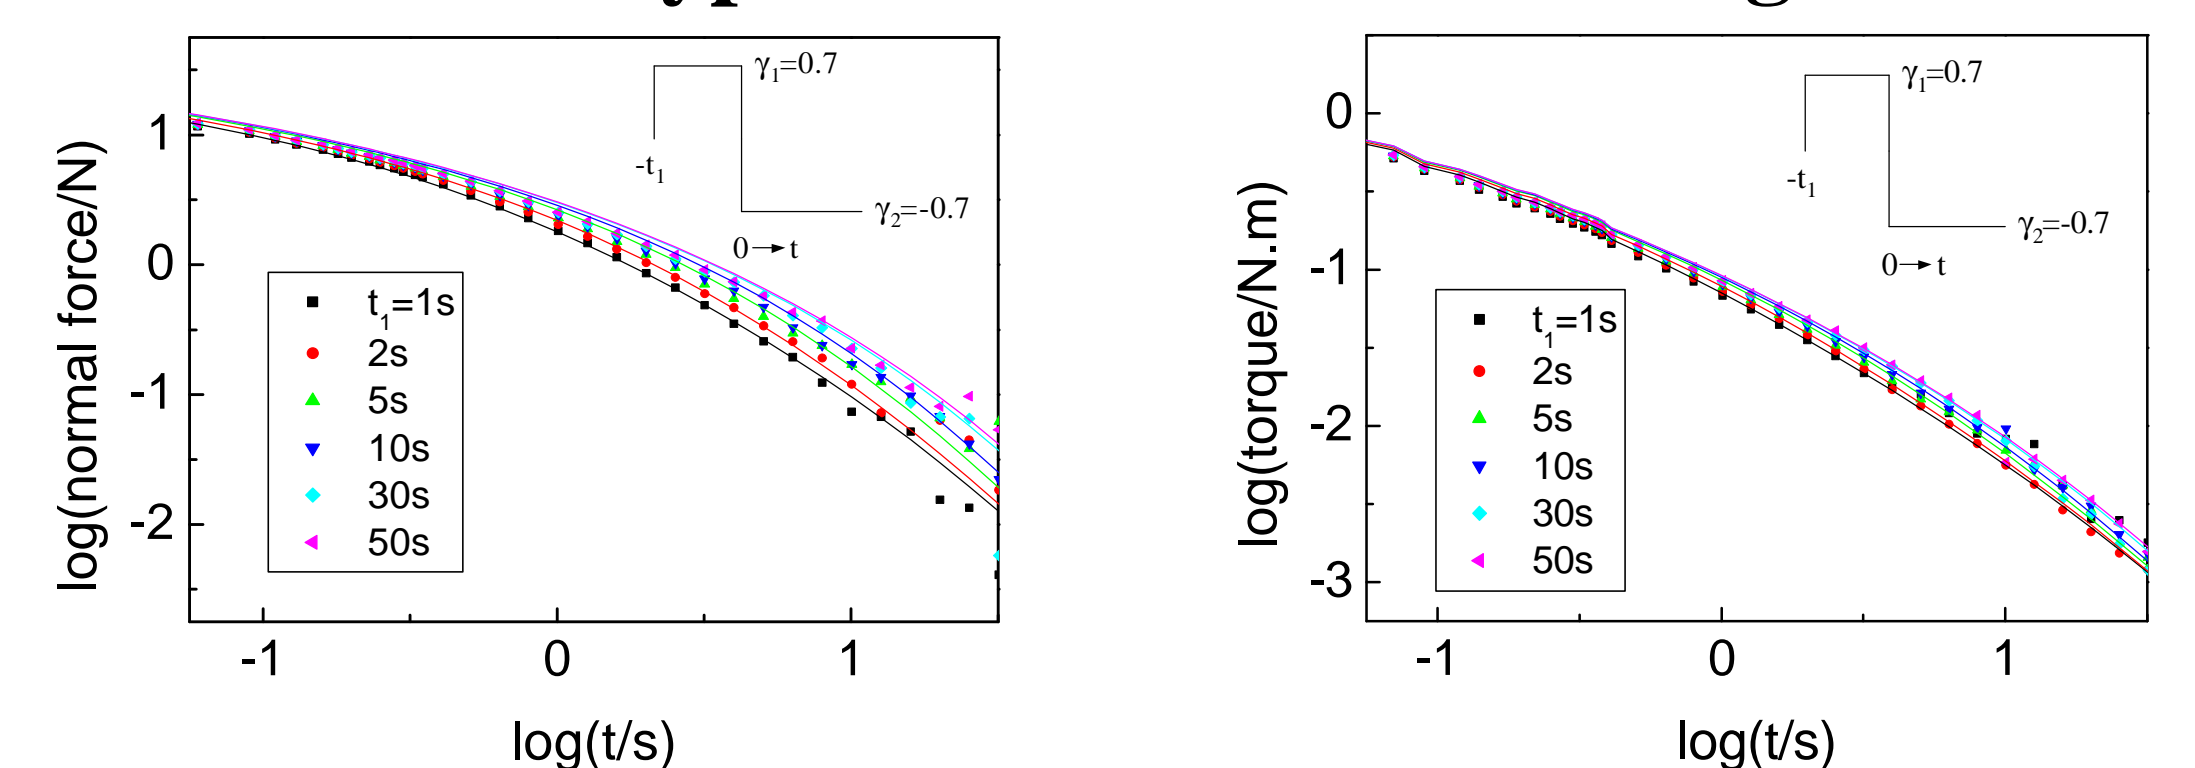 γ1=0.7
-t1
γ2=-0.7
0→t
log(normal force/N)
1
0
-1
-2
t1=1s
2s
5s
10s
30s
50s
-1 0 1
log(t/s)
γ1=0.7
-t1
γ2=-0.7
0→t
log(torque/N.m)
0
-1
-2
-3
t1=1s
2s
5s
10s
30s
50s
-1 0 1
log(t/s)